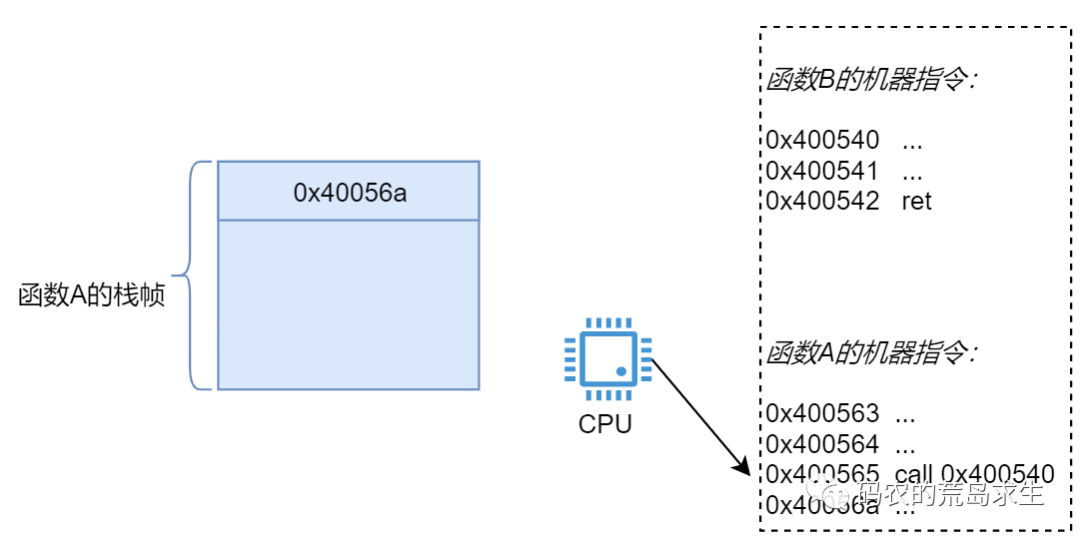 函数B的机器指令：
0x400540 ...
0x400541 ...
0x400542 ret
0x40056a
函数A的栈帧
CPU
函数A的机器指令：
0x400563 ...
0x400564 ...
0x400565 call 0x400540
0x40056a ...
码农的荒岛求生